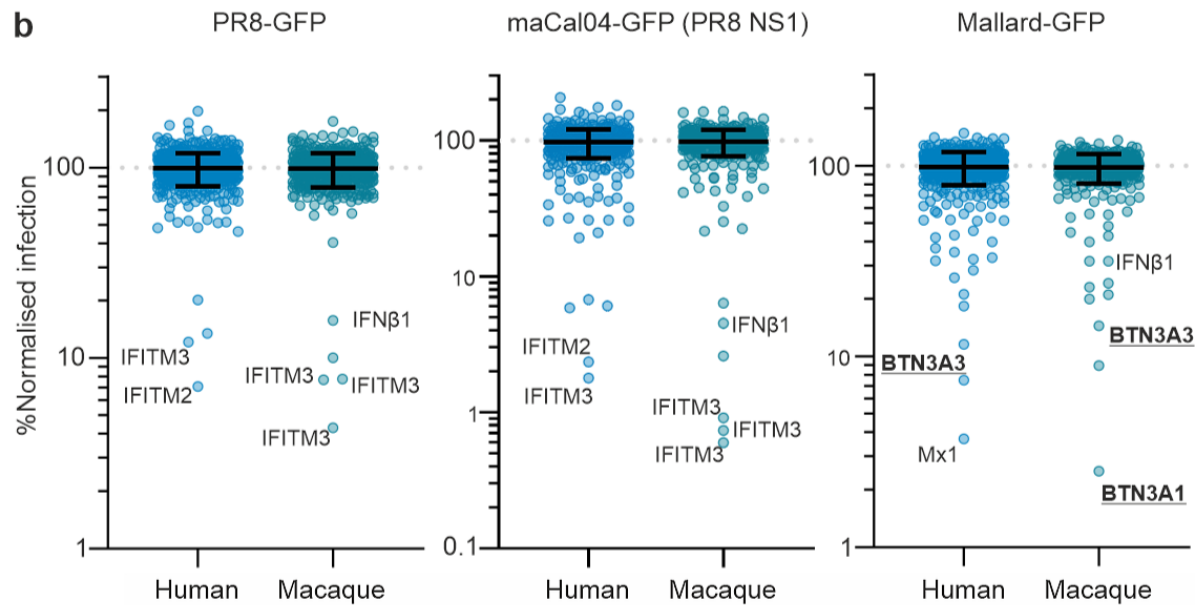 b
PR8-GFP
maCal04-GFP (PR8 NS1)
Mallard-GFP
%Normalised infection
100
10
1
IFITM3
IFITM2
IFNβ1
IFITM3
IFITM3
IFITM3
Human
Macaque
100
10
1
0.1
IFITM2
IFITM3
IFNβ1
IFITM3
IFITM3
IFITM3
Human
Macaque
100
10
1
BTN3A3
Mx1
IFNβ1
BTN3A3
BTN3A1
Human
Macaque